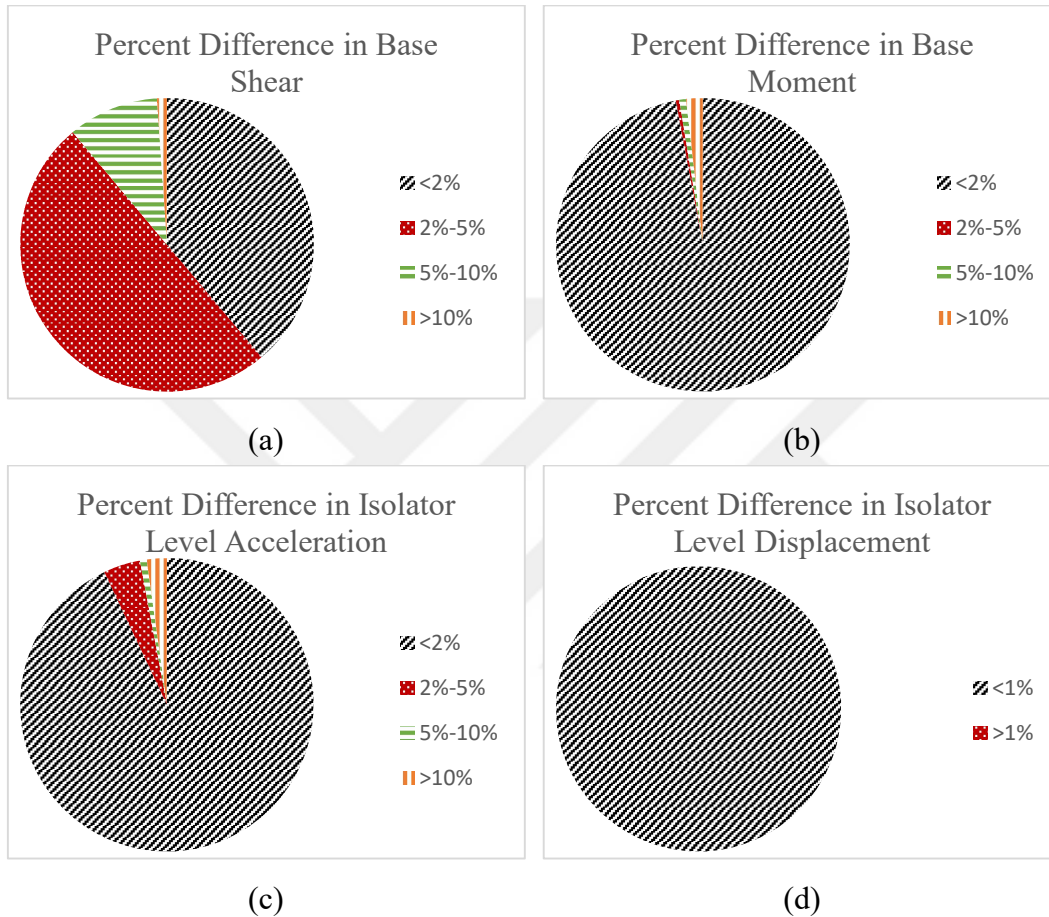 Percent Difference in Base
Shear
<2%
2%-5%
5%-10%
>10%
(a)
Percent Difference in Base
Moment
<2%
2%-5%
5%-10%
>10%
(b)
Percent Difference in Isolator
Level Acceleration
<2%
2%-5%
5%-10%
>10%
(c)
Percent Difference in Isolator
Level Displacement
<1%
>1%
(d)